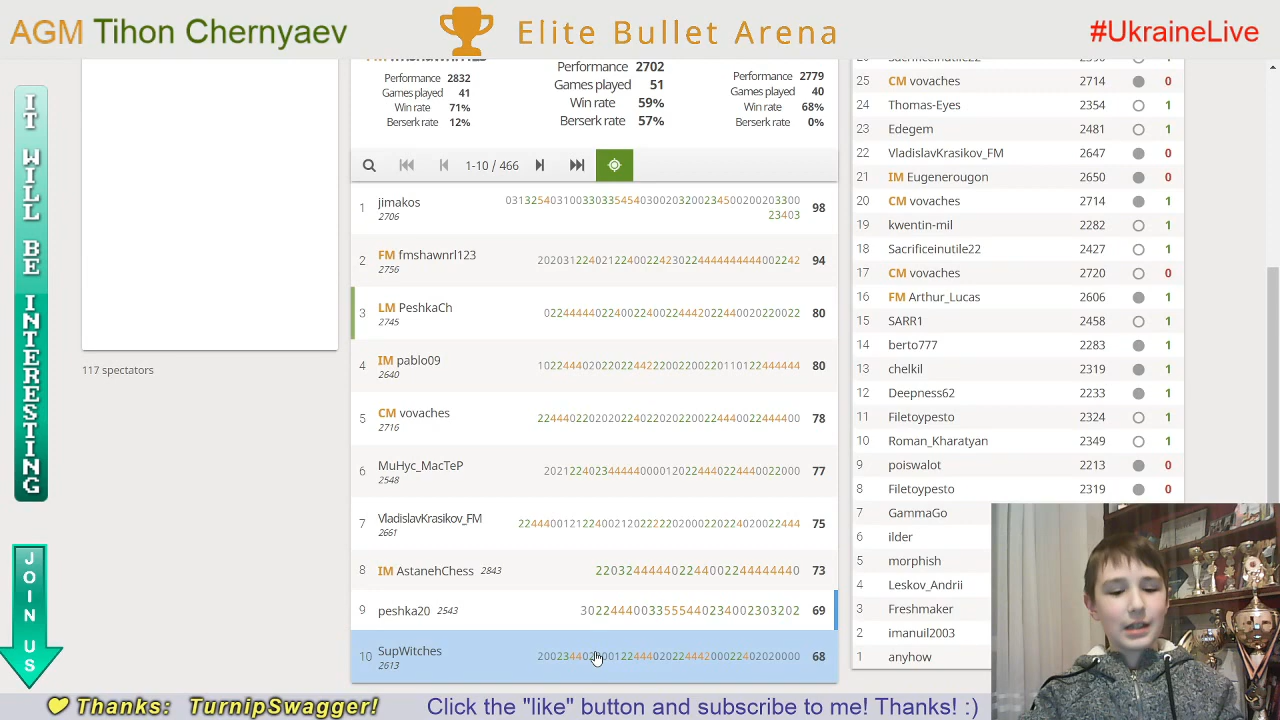 AGM Tihon Chernyaev
Elite Bullet Arena
#UkraineLive
IT WILL BE INTERESTING
JOIN US
117 spectators
Performance 2832
Games played 41
Win rate 71%
Berserk rate 12%
Performance 2702
Games played 51
Win rate 59%
Berserk rate 57%
Performance 2779
Games played 40
Win rate 68%
Berserk rate 0%
1-10 / 466
1 jimakos 98
2706
23403
2 FM fmshawnrl123 94
2756
3 LM PeshkaCh 80
2745
4 IM pablo09 80
2640
5 CM vovaches 78
2716
6 MuHyc_MacTeP 77
2548
7 VladislavKrasikov_FM 75
2661
8 IM AstanehChess 2843 73
9 peshka20 2543 30224440033555440234002303202 69
10 SupWitches 68
2613
25 CM vovaches 2714 0
24 Thomas-Eyes 2354 1
23 Edegem 2481 1
22 VladislavKrasikov_FM 2647 0
21 IM Eugenerougon 2650 0
20 CM vovaches 2714 1
19 kwentin-mil 2282 1
18 Sacrificeinutile22 2427 1
17 CM vovaches 2720 0
16 FM Arthur_Lucas 2606 1
15 SARR1 2458 1
14 berto777 2283 1
13 chelkil 2319 1
12 Deepness62 2233 1
11 Filetoypesto 2324 1
10 Roman_Kharatyan 2349 1
9 poiswalot 2213 0
8 Filetoypesto 2319 0
7 GammaGo
6 ilder
5 morphish
4 Leskov_Andrii
3 Freshmaker
2 imanuil2003
1 anyhow
Thanks: TurnipSwagger!
Click the "like" button and subscribe to me! Thanks! :)